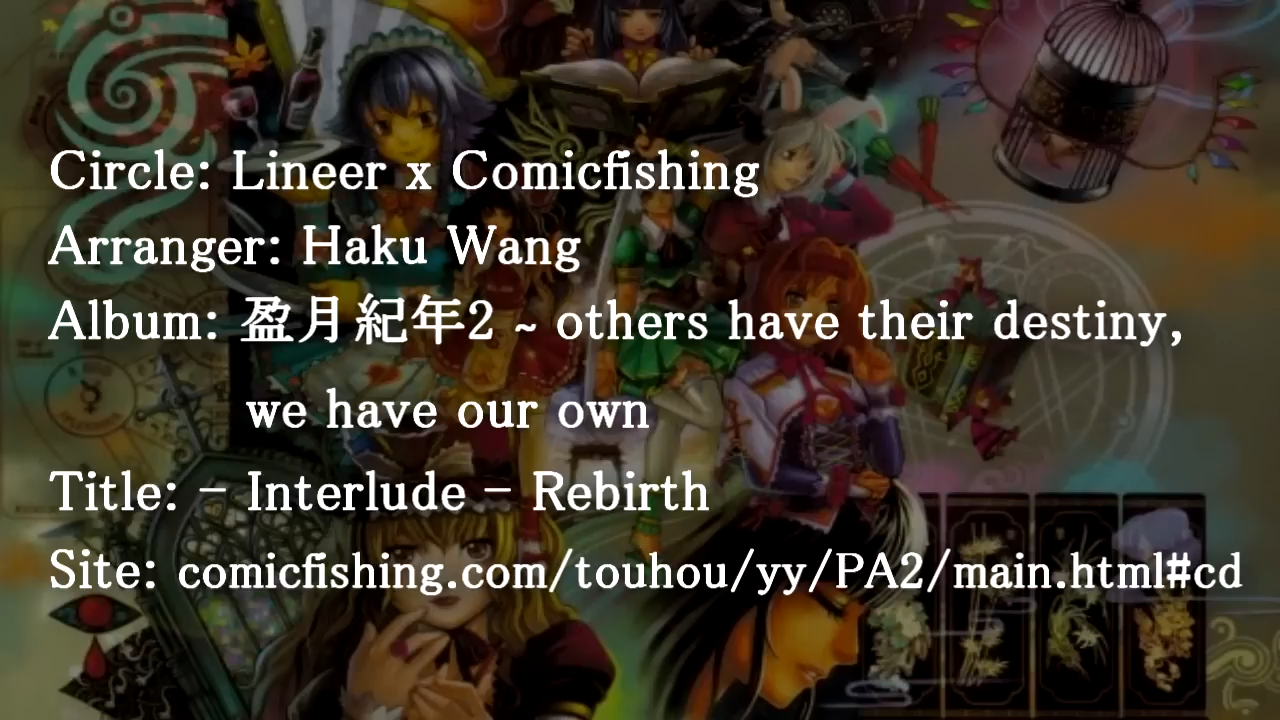 Circle: Lineer x Comicfishing
Arranger: Haku Wang
Album: 盈月紀年2 ~ others have their destiny,
we have our own
Title: - Interlude - Rebirth
Site: comicfishing.com/touhou/yy/PA2/main.html#cd